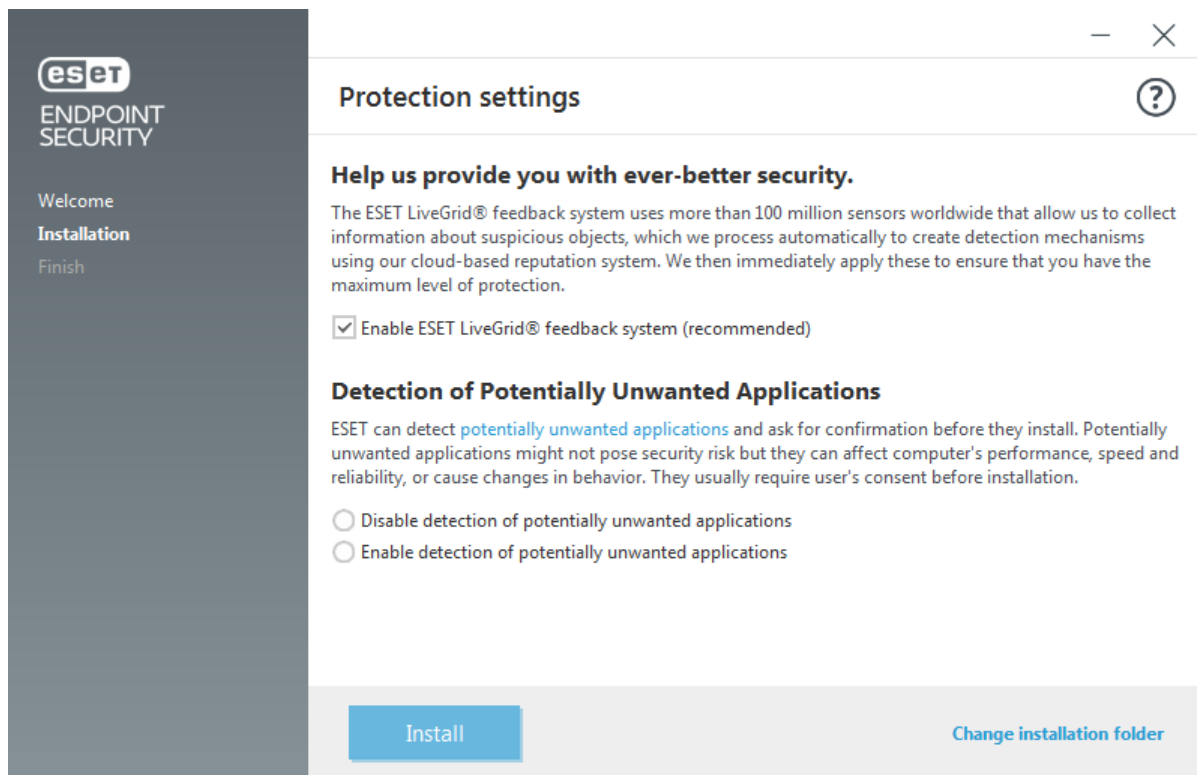 eset
ENDPOINT
SECURITY
Welcome
Installation
Finish
Protection settings
?
Help us provide you with ever-better security.
The ESET LiveGrid® feedback system uses more than 100 million sensors worldwide that allow us to collect
information about suspicious objects, which we process automatically to create detection mechanisms
using our cloud-based reputation system. We then immediately apply these to ensure that you have the
maximum level of protection.
Enable ESET LiveGrid® feedback system (recommended)
Detection of Potentially Unwanted Applications
ESET can detect potentially unwanted applications and ask for confirmation before they install. Potentially
unwanted applications might not pose security risk but they can affect computer's performance, speed and
reliability, or cause changes in behavior. They usually require user's consent before installation.
Disable detection of potentially unwanted applications
Enable detection of potentially unwanted applications
Install
Change installation folder